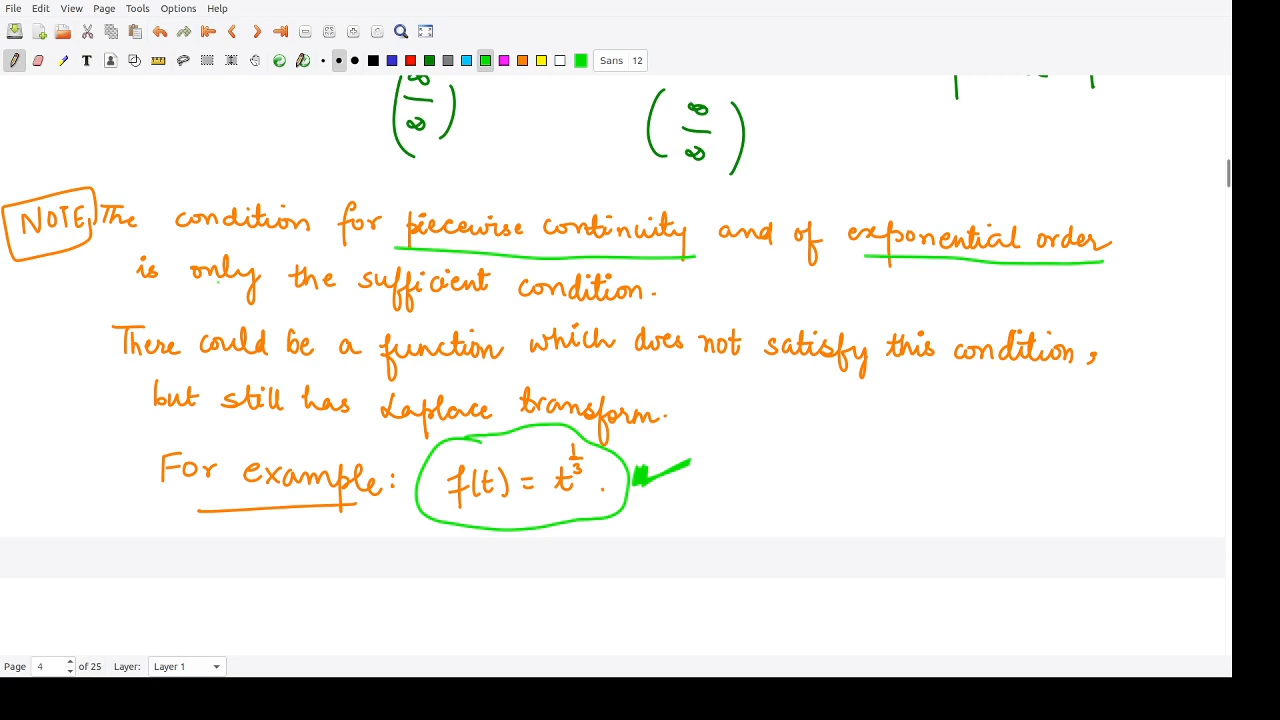 File Edit View Page Tools Options Help
T Sans 12
(∞/∞) (∞/∞)
NOTE, The condition for piecewise continuity and of exponential order
is only the sufficient condition.
There could be a function which does not satisfy this condition,
but still has Laplace transform.
For example: f(t) = t^{1/3}.
Page 4 of 25 Layer: Layer 1